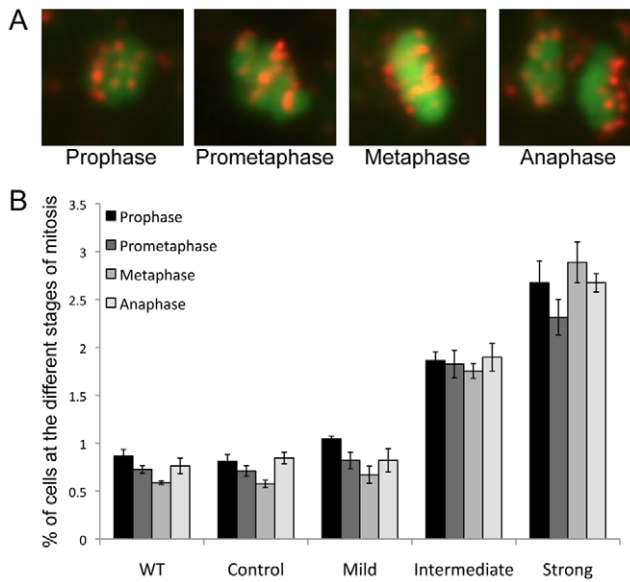 A
Prophase Prometaphase Metaphase Anaphase
B
% of cells at the different stages of mitosis
3.5
3
2.5
2
1.5
1
0.5
0
Prophase
Prometaphase
Metaphase
Anaphase
WT Control Mild Intermediate Strong